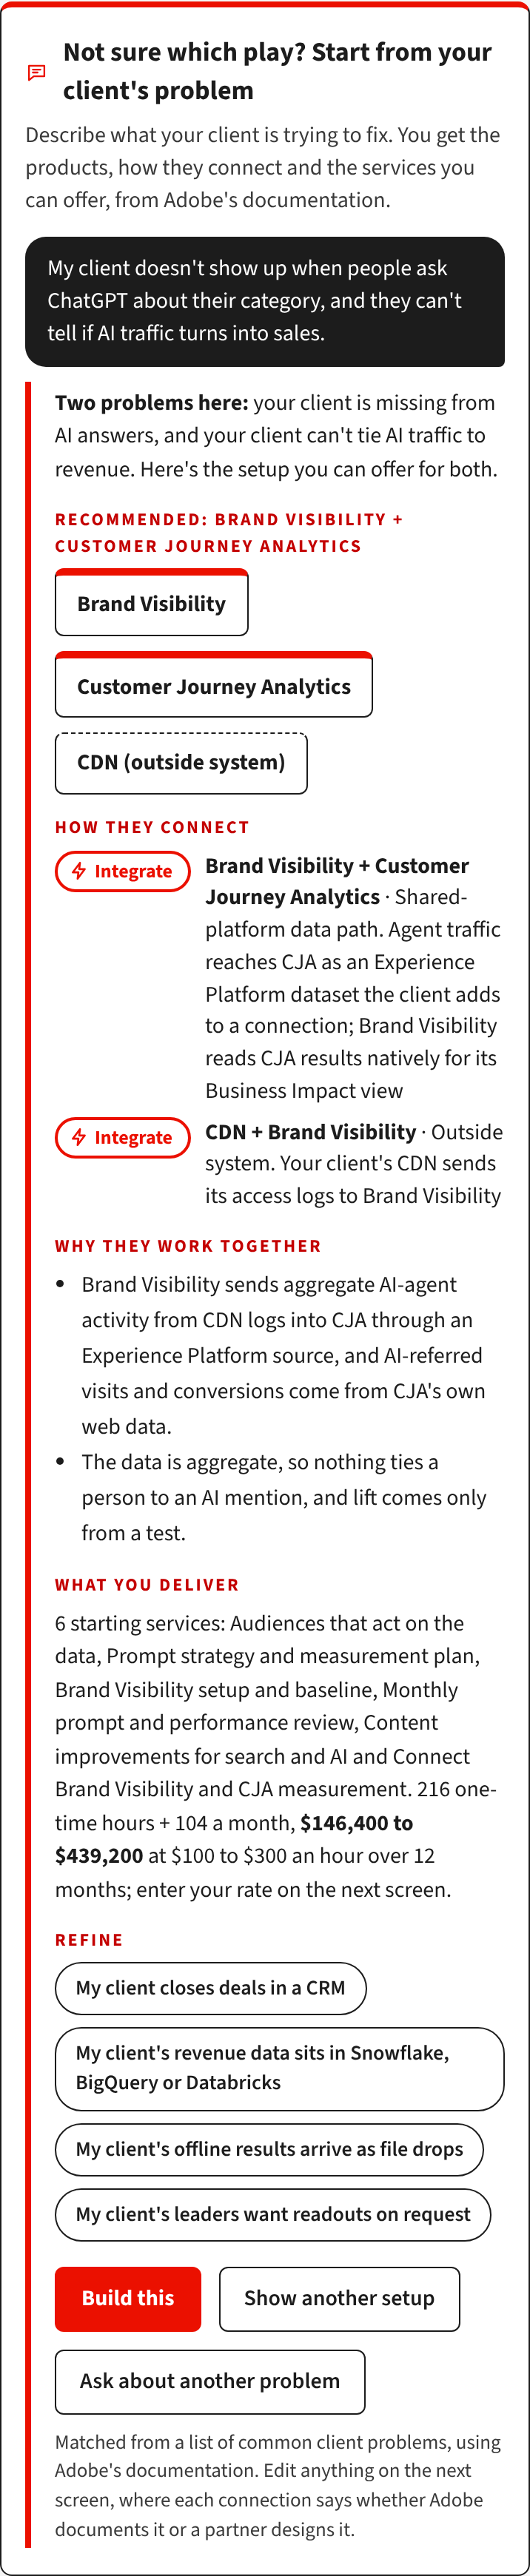 Not sure which play? Start from your
client's problem
Describe what your client is trying to fix. You get the
products, how they connect and the services you
can offer, from Adobe's documentation.
My client doesn't show up when people ask
ChatGPT about their category, and they can't
tell if AI traffic turns into sales.
Two problems here: your client is missing from
AI answers, and your client can't tie AI traffic to
revenue. Here's the setup you can offer for both.
RECOMMENDED: BRAND VISIBILITY +
CUSTOMER JOURNEY ANALYTICS
Brand Visibility
Customer Journey Analytics
CDN (outside system)
HOW THEY CONNECT
Integrate
Brand Visibility + Customer
Journey Analytics · Shared-
platform data path. Agent traffic
reaches CJA as an Experience
Platform dataset the client adds
to a connection; Brand Visibility
reads CJA results natively for its
Business Impact view
Integrate
CDN + Brand Visibility · Outside
system. Your client's CDN sends
its access logs to Brand Visibility
WHY THEY WORK TOGETHER
• Brand Visibility sends aggregate AI-agent
activity from CDN logs into CJA through an
Experience Platform source, and AI-referred
visits and conversions come from CJA's own
web data.
• The data is aggregate, so nothing ties a
person to an AI mention, and lift comes only
from a test.
WHAT YOU DELIVER
6 starting services: Audiences that act on the
data, Prompt strategy and measurement plan,
Brand Visibility setup and baseline, Monthly
prompt and performance review, Content
improvements for search and AI and Connect
Brand Visibility and CJA measurement. 216 one-
time hours + 104 a month, $146,400 to
$439,200 at $100 to $300 an hour over 12
months; enter your rate on the next screen.
REFINE
My client closes deals in a CRM
My client's revenue data sits in Snowflake,
BigQuery or Databricks
My client's offline results arrive as file drops
My client's leaders want readouts on request
Build this
Show another setup
Ask about another problem
Matched from a list of common client problems, using
Adobe's documentation. Edit anything on the next
screen, where each connection says whether Adobe
documents it or a partner designs it.